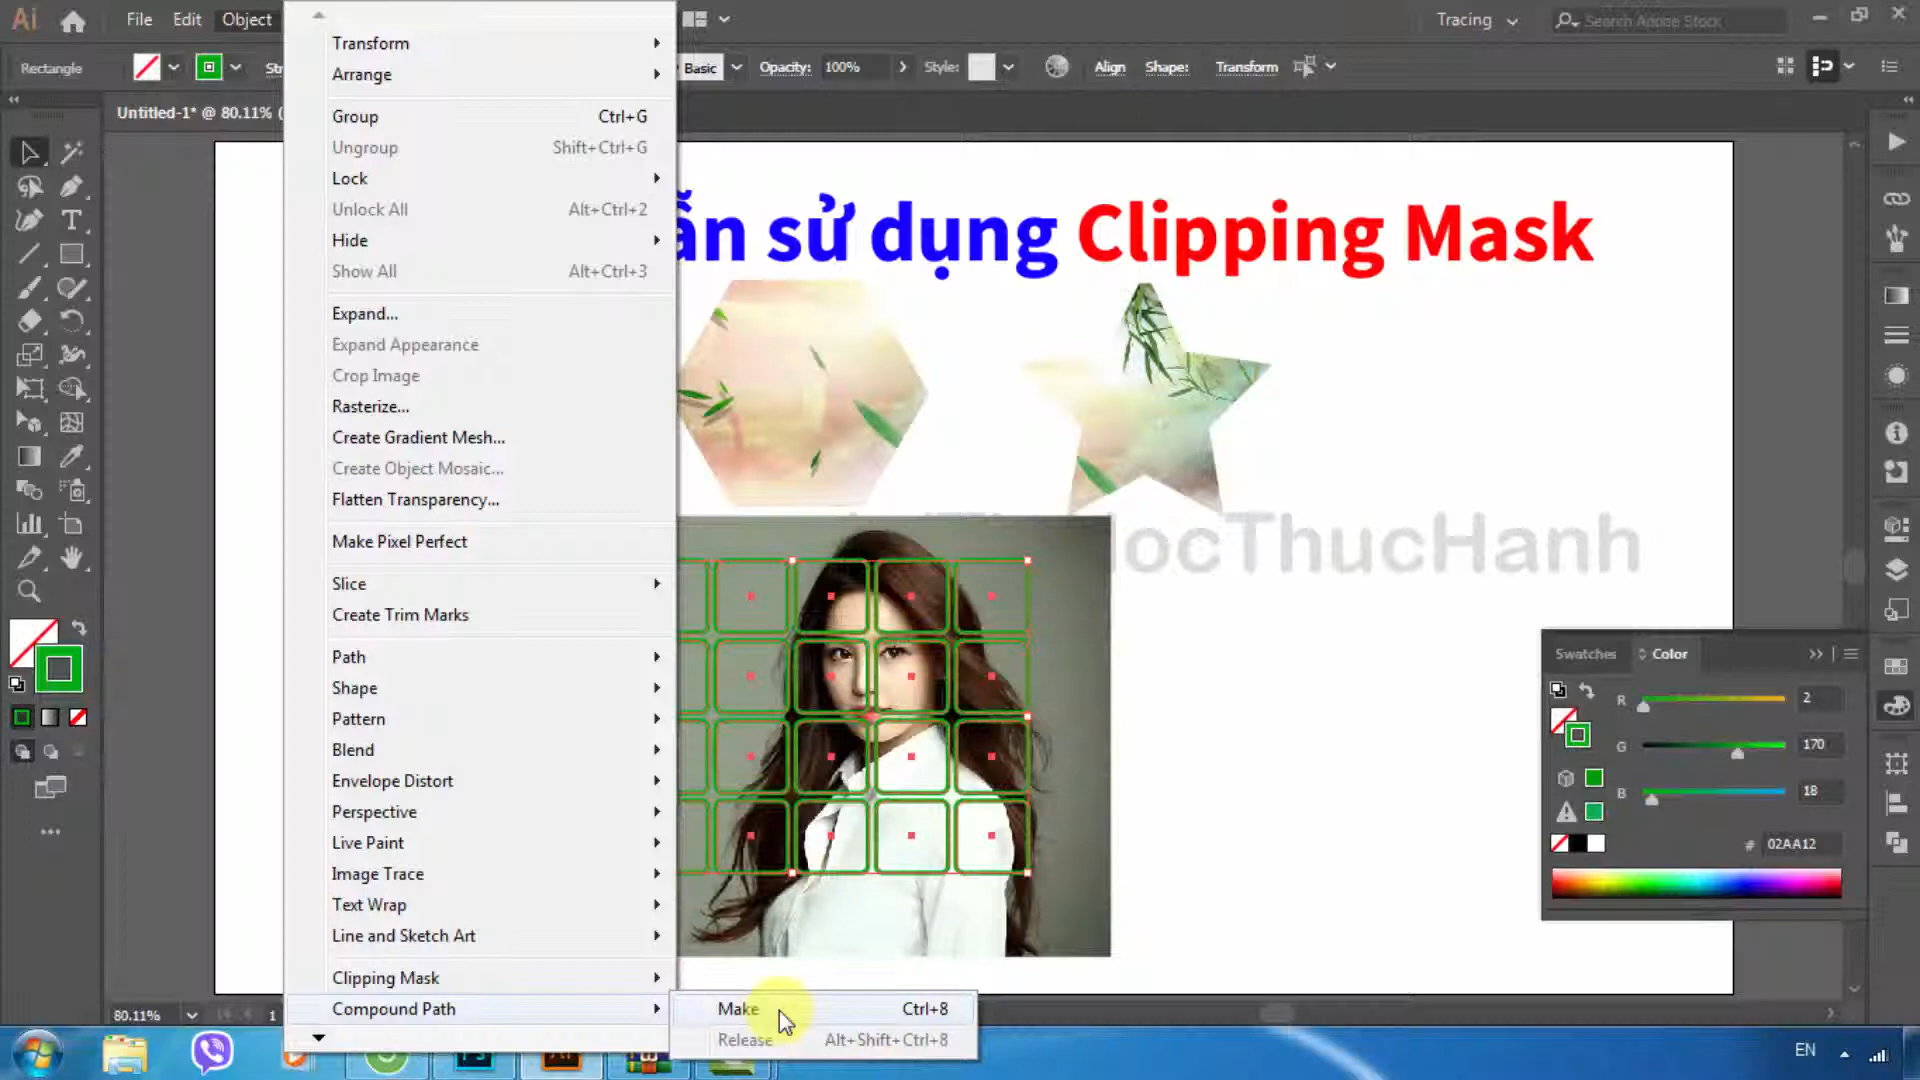 Ai
File
Edit
Object
Tracing
Search Adobe Stock
Rectangle
Basic
Opacity:
100%
Style:
Align
Shape:
Transform
Untitled-1* @ 80.11%
Transform
Arrange
Group Ctrl+G
Ungroup Shift+Ctrl+G
Lock
Unlock All Alt+Ctrl+2
Hide
Show All Alt+Ctrl+3
Expand...
Expand Appearance
Crop Image
Rasterize...
Create Gradient Mesh...
Create Object Mosaic...
Flatten Transparency...
Make Pixel Perfect
Slice
Create Trim Marks
Path
Shape
Pattern
Blend
Envelope Distort
Perspective
Live Paint
Image Trace
Text Wrap
Line and Sketch Art
Clipping Mask
Compound Path
Make Ctrl+8
Release Alt+Shift+Ctrl+8
sử dụng Clipping Mask
ocThucHanh
Swatches
Color
R 2
G 170
B 18
# 02AA12
80.11%
1
EN